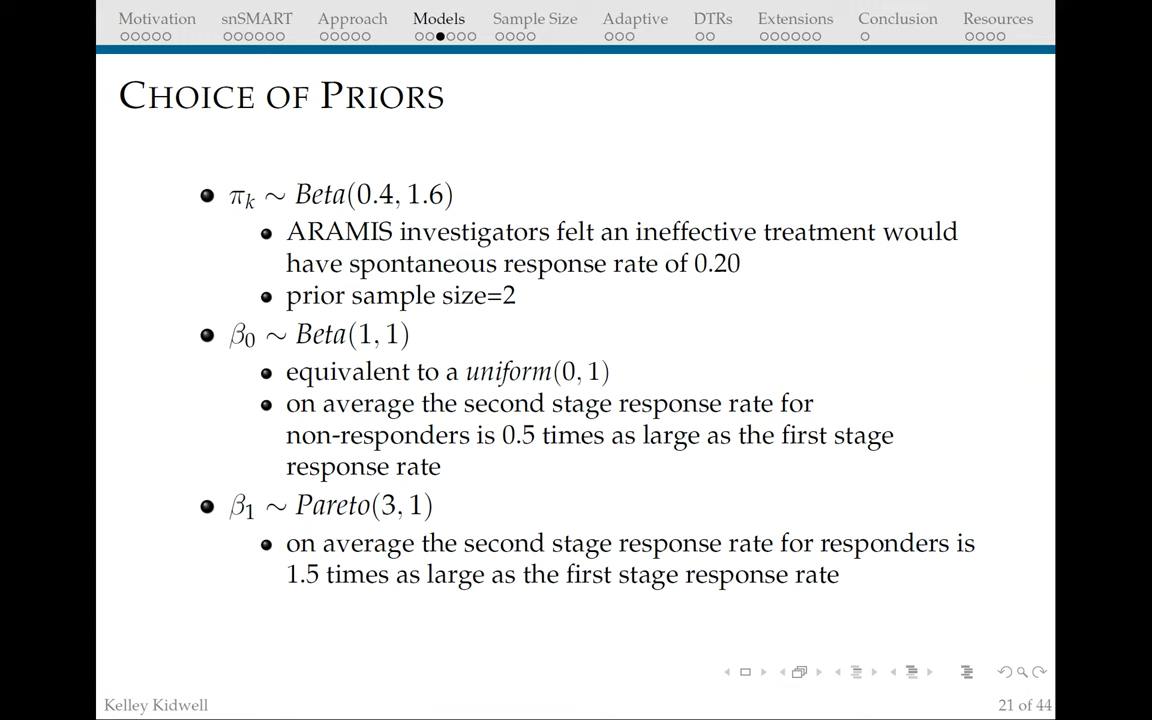 Motivation snSMART Approach Models Sample Size Adaptive DTRs Extensions Conclusion Resources
CHOICE OF PRIORS
πk ∼ Beta(0.4, 1.6)
ARAMIS investigators felt an ineffective treatment would
have spontaneous response rate of 0.20
prior sample size=2
β0 ∼ Beta(1, 1)
equivalent to a uniform(0, 1)
on average the second stage response rate for
non-responders is 0.5 times as large as the first stage
response rate
β1 ∼ Pareto(3, 1)
on average the second stage response rate for responders is
1.5 times as large as the first stage response rate
Kelley Kidwell 21 of 44